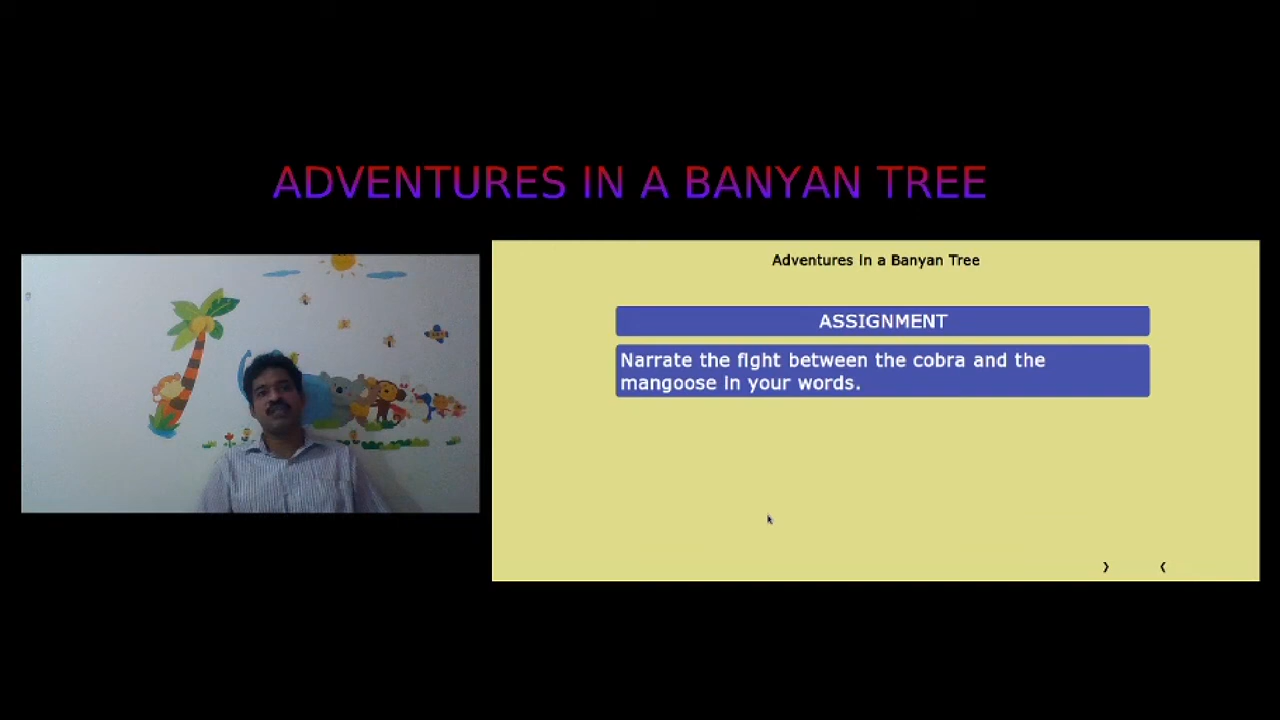 ADVENTURES IN A BANYAN TREE
Adventures in a Banyan Tree
ASSIGNMENT
Narrate the fight between the cobra and the
mangoose in your words.